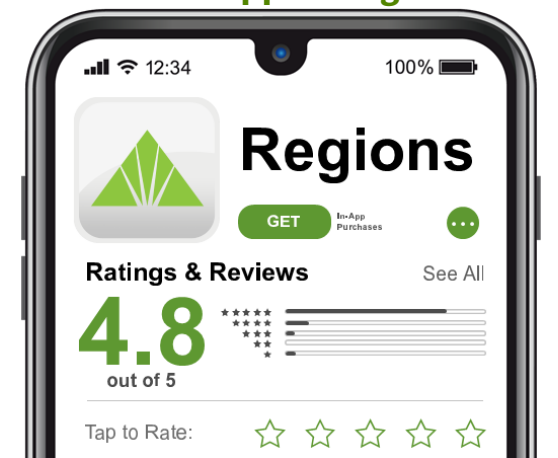 12:34
100%
Regions
GET
In-App
Purchases
Ratings & Reviews
See All
4.8
out of 5
Tap to Rate: